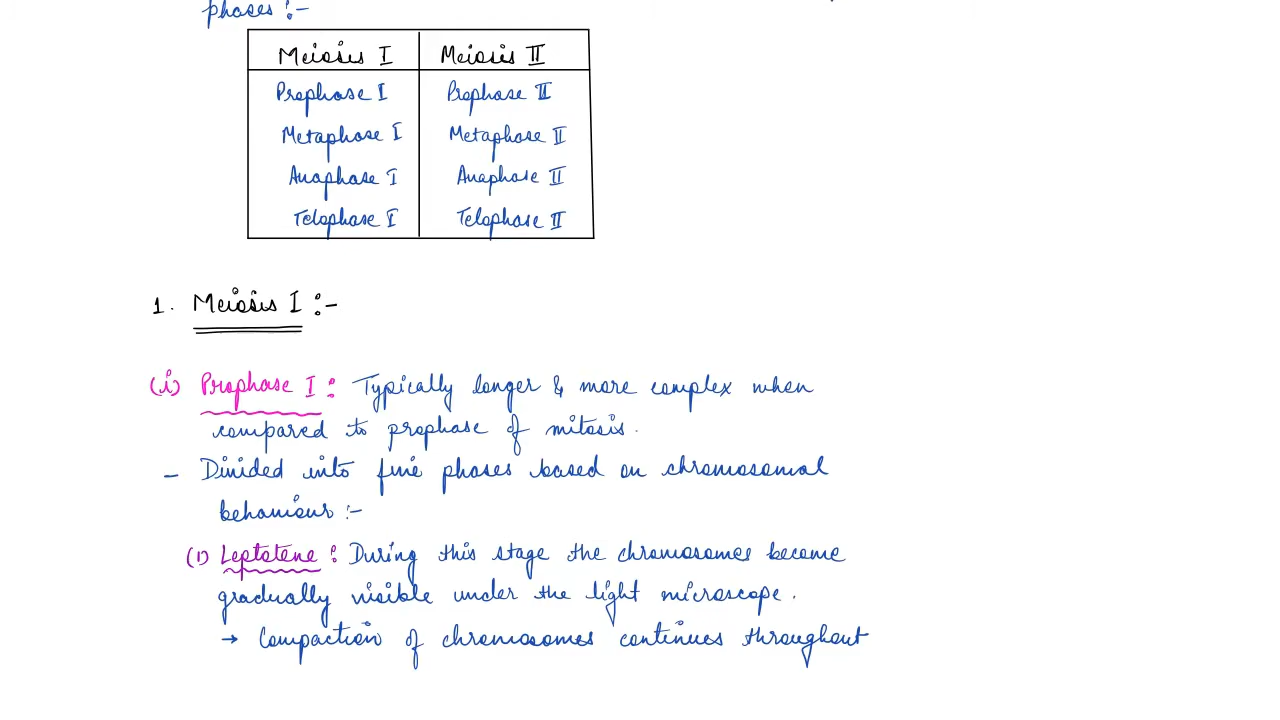 phases :-
Meiosis I Meiosis II
Prophase I Prophase II
Metaphase I Metaphase II
Anaphase I Anaphase II
Telophase I Telophase II
1. Meiosis I :-
(i) Prophase I : Typically longer & more complex when
compared to prophase of mitosis.
- Divided into five phases based on chromosomal
behaviour :-
(1) Leptotene : During this stage the chromosomes become
gradually visible under the light microscope.
→ Compaction of chromosomes continues throughout